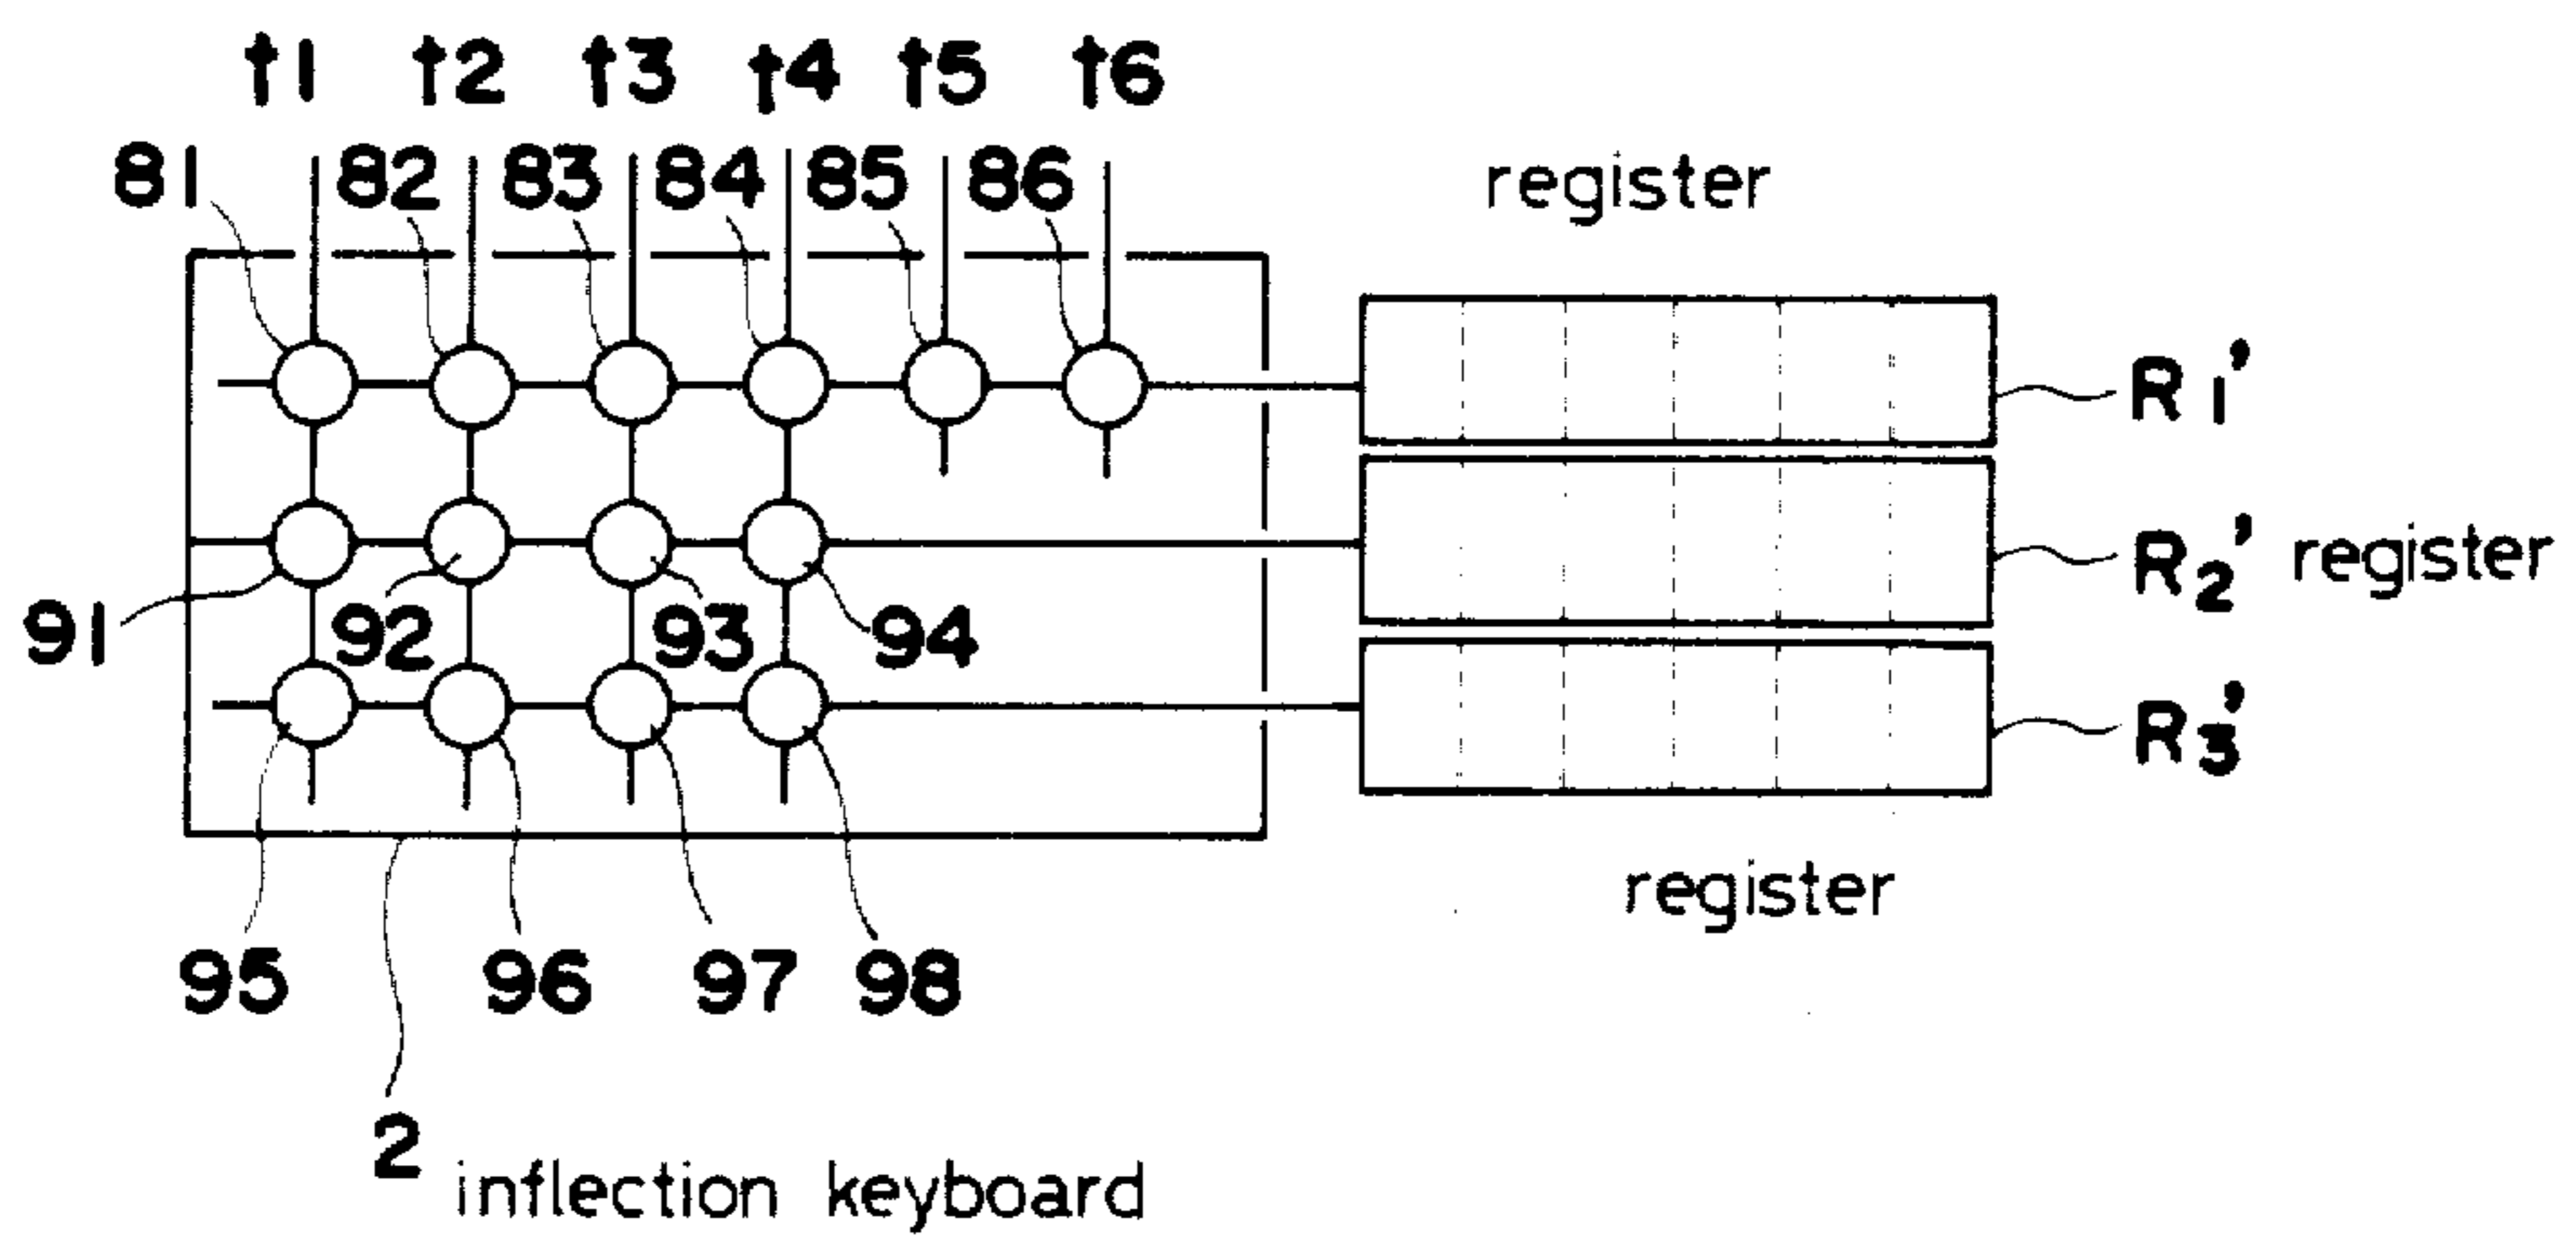 t1 t2 t3 t4 t5 t6
81 82 83 84 85 86
register
R1'
R2' register
91 92 93 94
R3'
register
95 96 97 98
2 inflection keyboard